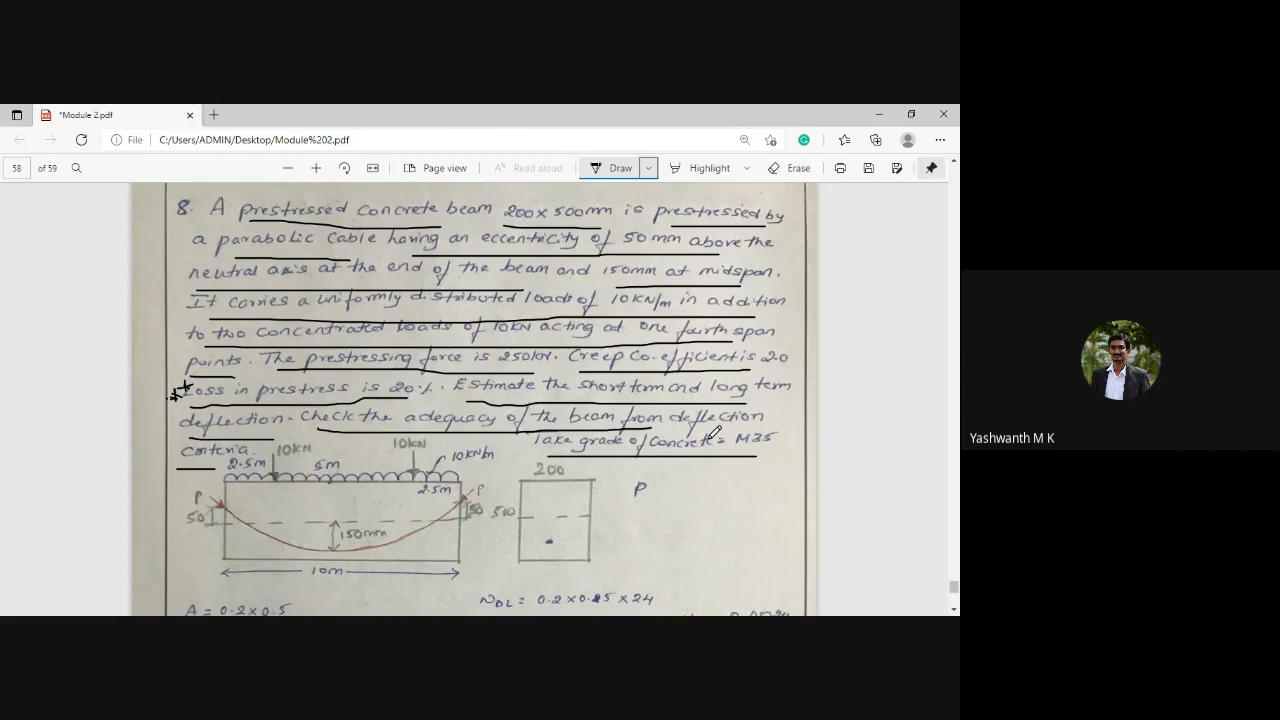 *Module 2.pdf
File C:/Users/ADMIN/Desktop/Module%202.pdf
58 of 59 Page view Read aloud Draw Highlight Erase
8. A prestressed concrete beam 200x500mm is prestressed by
a parabolic cable having an eccentricity of 50mm above the
neutral axis at the end of the beam and 150mm at midspan.
It carries a uniformly distributed loads of 10KN/m in addition
to two concentrated loads of 10KN acting at one fourth span
points. The prestressing force is 250kN. Creep Co.efficient is 2.0
Loss in prestress is 20%. Estimate the short term and long term
deflection. Check the adequacy of the beam from deflection
Criteria. Take grade of Concrete = M35
10KN 10KN 10KN/m
2.5m 5m 2.5m
200
P P P
50 50 500
150mm
10m
A = 0.2x0.5
Yashwanth M K